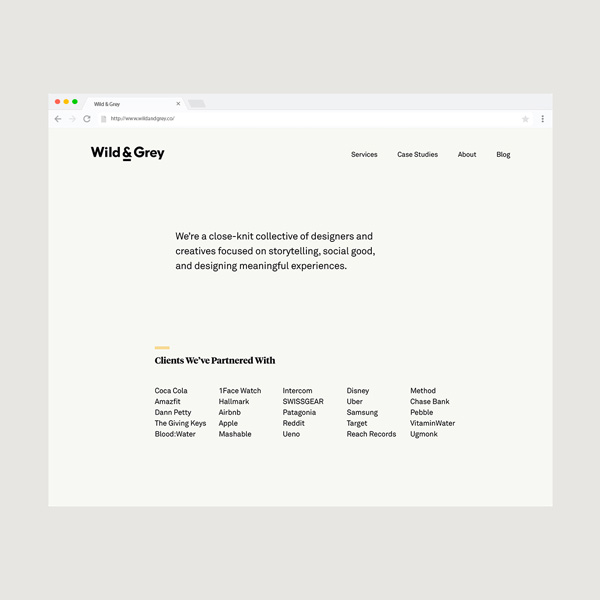 Wild & Grey
http://www.wildandgrey.co/
Wild & Grey
Services Case Studies About Blog
We're a close-knit collective of designers and
creatives focused on storytelling, social good,
and designing meaningful experiences.
Clients We've Partnered With
Coca Cola 1Face Watch Intercom Disney Method
Amazfit Hallmark SWISSGEAR Uber Chase Bank
Dann Petty Airbnb Patagonia Samsung Pebble
The Giving Keys Apple Reddit Target VitaminWater
Blood:Water Mashable Ueno Reach Records Ugmonk